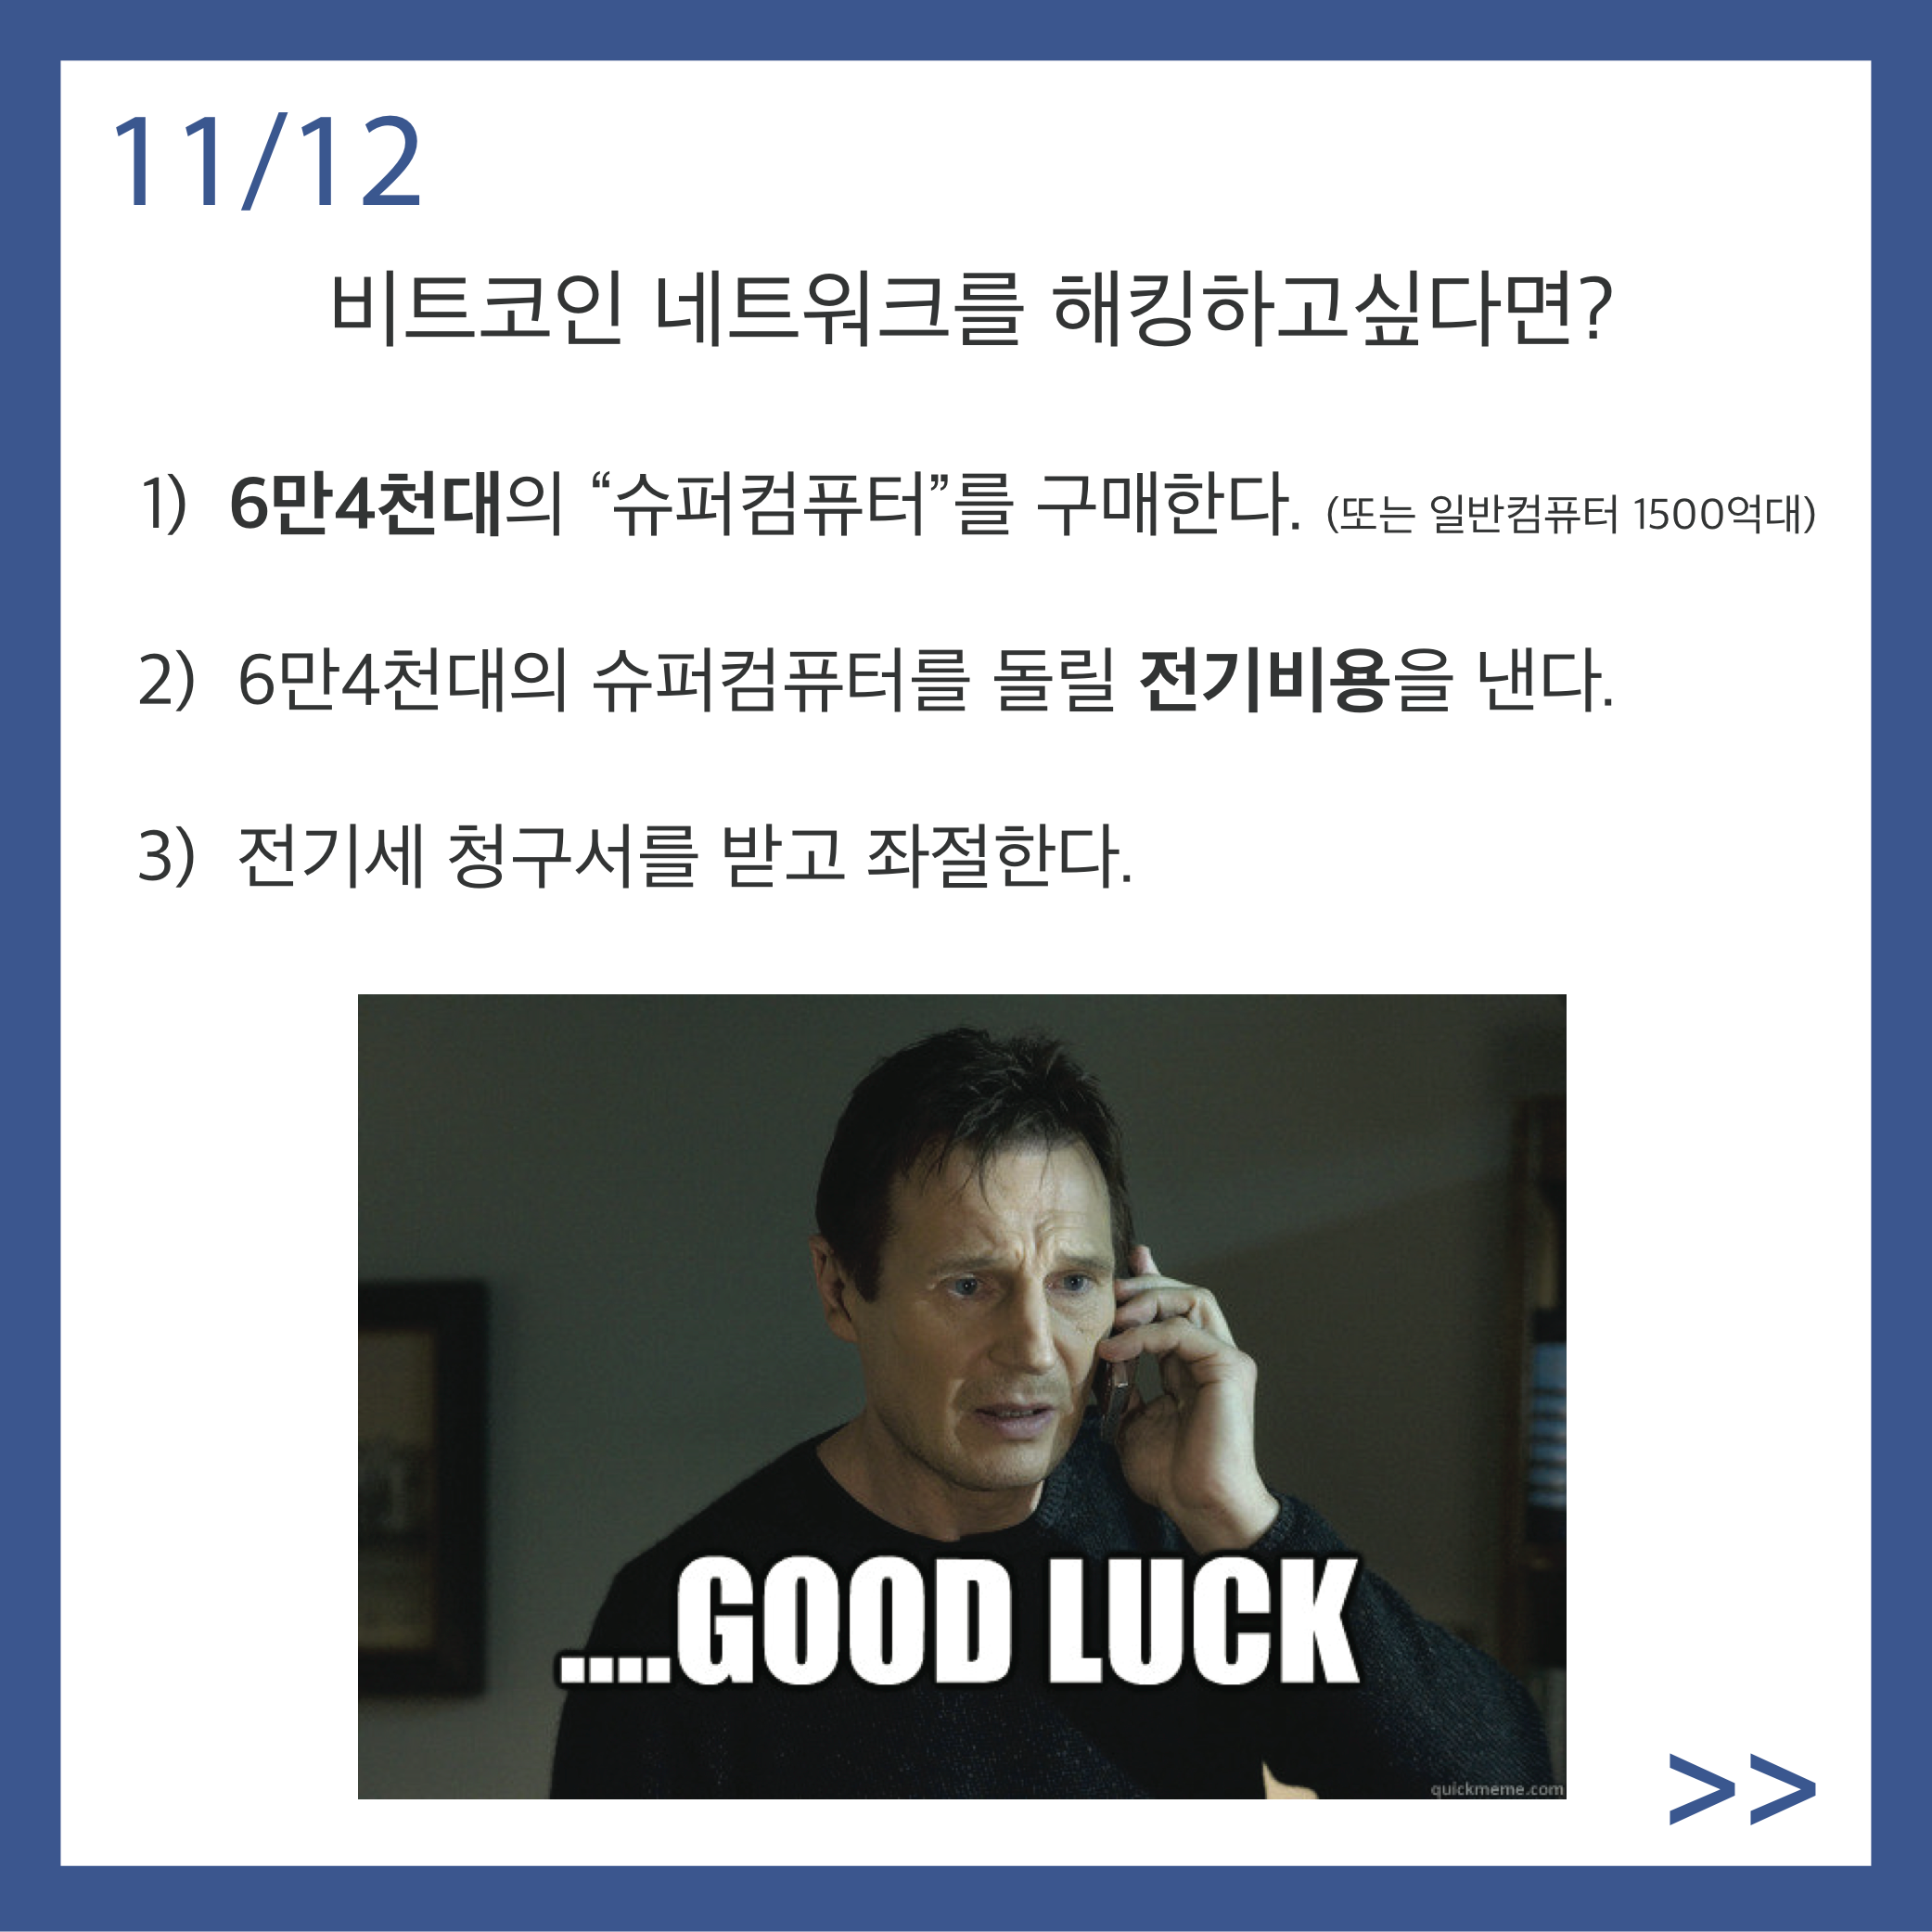 11/12
비트코인 네트워크를 해킹하고싶다면?
1) 6만4천대의 “슈퍼컴퓨터”를 구매한다. (또는 일반컴퓨터 1500억대)
2) 6만4천대의 슈퍼컴퓨터를 돌릴 전기비용을 낸다.
3) 전기세 청구서를 받고 좌절한다.
....GOOD LUCK
quickmeme.com
>>